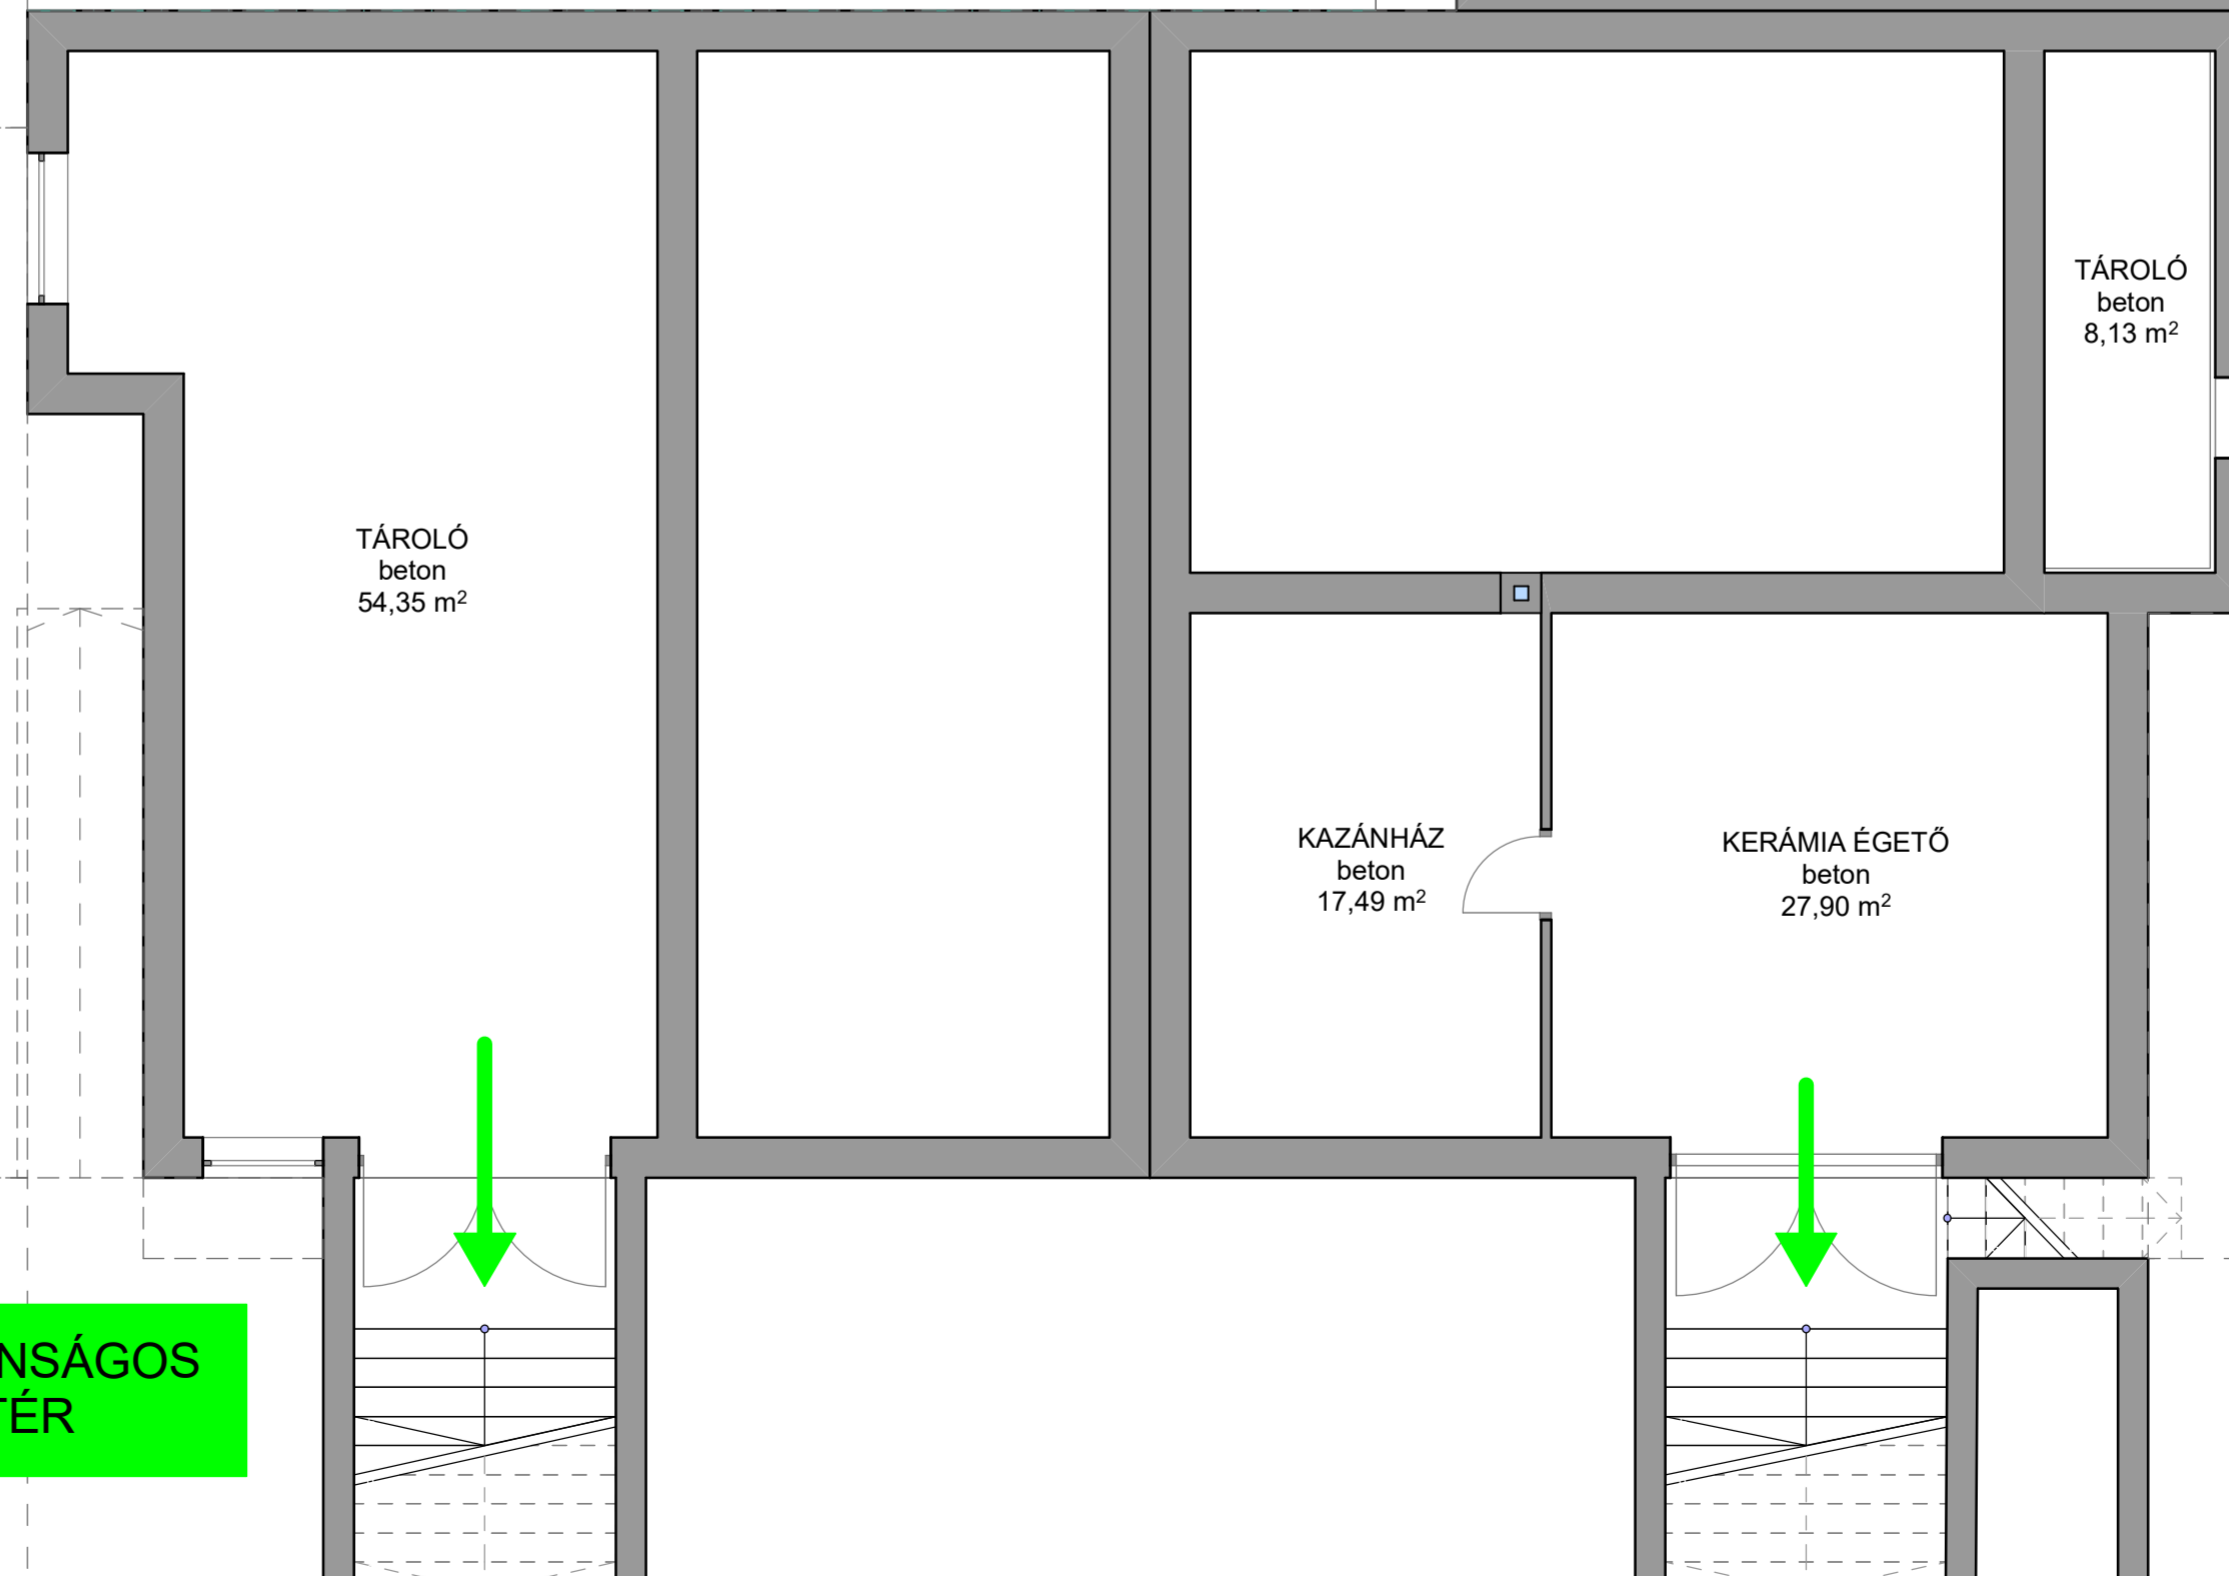 TÁROLÓ
beton
8,13 m²
TÁROLÓ
beton
54,35 m²
KAZÁNHÁZ
beton
17,49 m²
KERÁMIA ÉGETŐ
beton
27,90 m²
NSÁGOS
TÉR